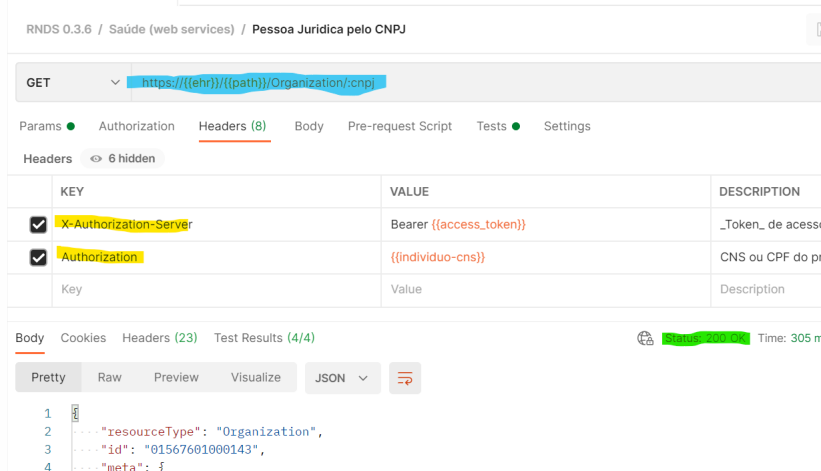 RNDS 0.3.6 / Saúde (web services) / Pessoa Juridica pelo CNPJ
GET https://{{ehr}}/{{path}}/Organization/:cnpj
Params Authorization Headers (8) Body Pre-request Script Tests Settings
Headers 6 hidden
KEY VALUE DESCRIPTION
X-Authorization-Server Bearer {{access_token}} _Token_ de acesso
Authorization {{individuo-cns}} CNS ou CPF do pr
Key Value Description
Body Cookies Headers (23) Test Results (4/4) Status: 200 OK Time: 305 m
Pretty Raw Preview Visualize JSON
1 {
2 "resourceType": "Organization",
3 "id": "01567601000143",
4 "meta": {